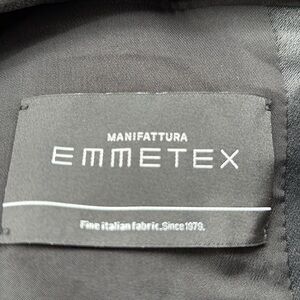 MANIFATTURA
EMMETEX
Fine italian fabric. Since 1979.